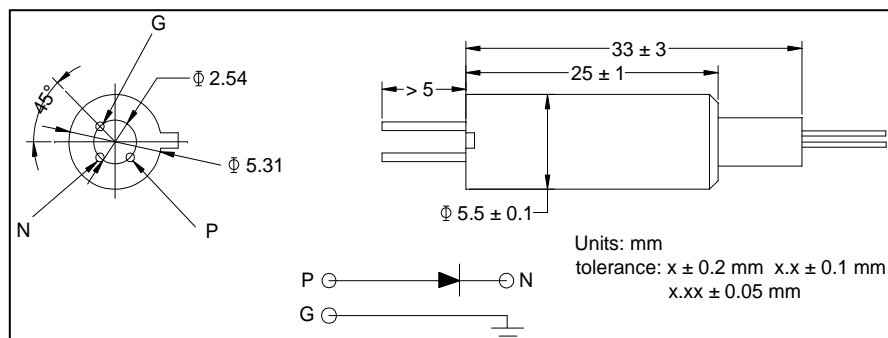 G
Φ 2.54
45°
Φ 5.31
N
P
33 ± 3
25 ± 1
> 5
Φ 5.5 ± 0.1
Units: mm
tolerance: x ± 0.2 mm x.x ± 0.1 mm
x.xx ± 0.05 mm
P N
G